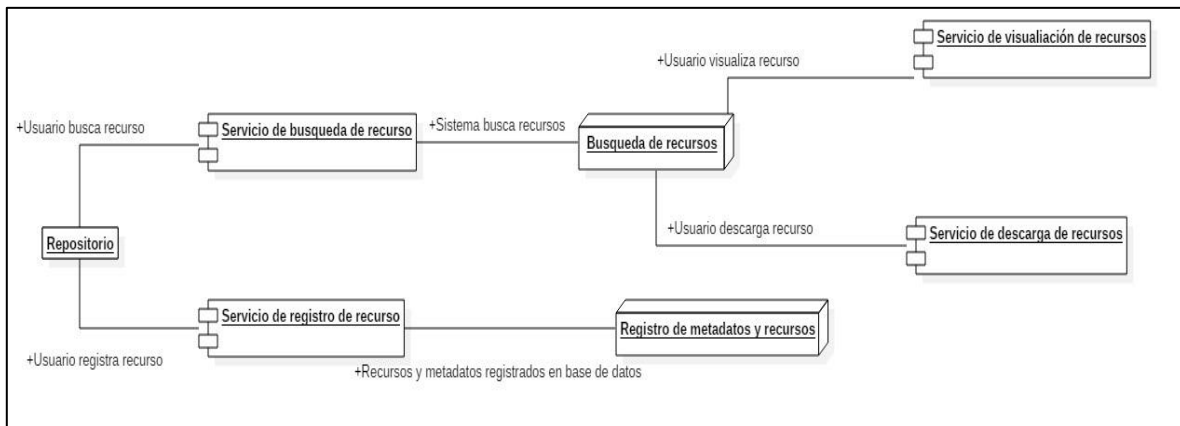 Servicio de visualiación de recursos
+Usuario visualiza recurso
+Usuario busca recurso
Servicio de busqueda de recurso
+Sistema busca recursos
Busqueda de recursos
+Usuario descarga recurso
Servicio de descarga de recursos
Repositorio
Servicio de registro de recurso
Registro de metadatos y recursos
+Usuario registra recurso
+Recursos y metadatos registrados en base de datos